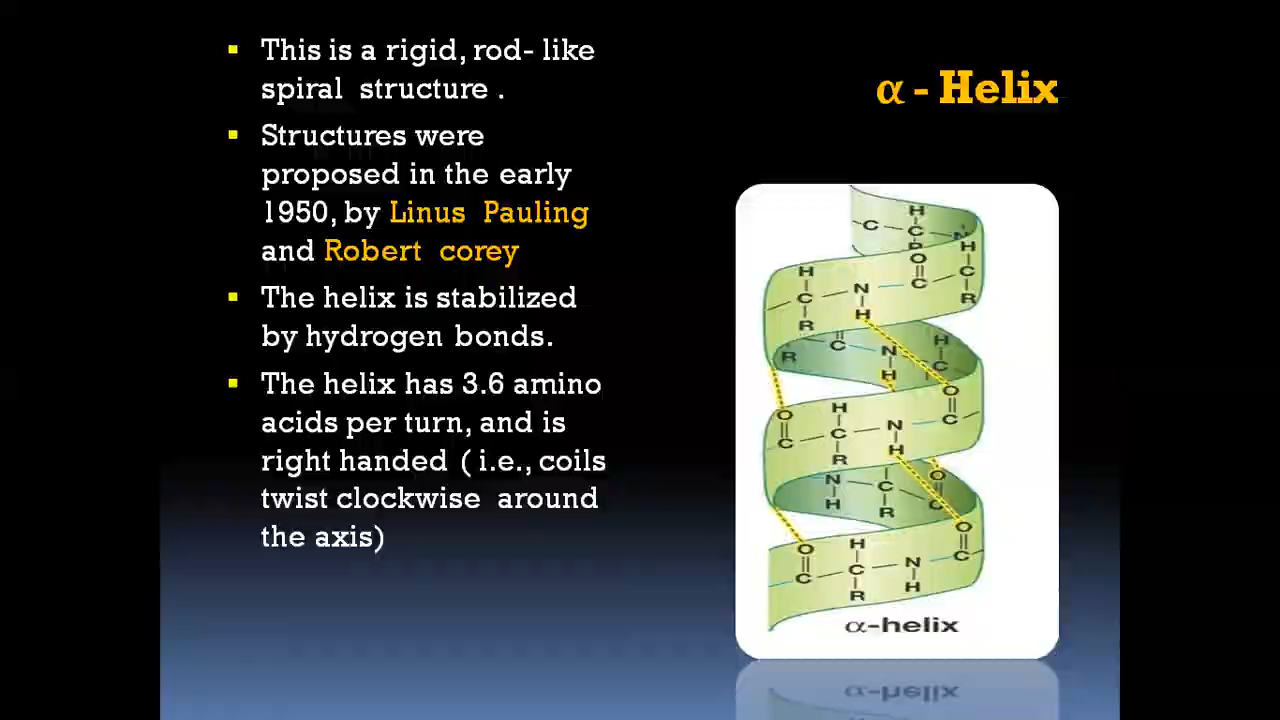 ▪ This is a rigid, rod- like
spiral structure .
▪ Structures were
proposed in the early
1950, by Linus Pauling
and Robert corey
▪ The helix is stabilized
by hydrogen bonds.
▪ The helix has 3.6 amino
acids per turn, and is
right handed ( i.e., coils
twist clockwise around
the axis)
α - Helix
H
C C N
R H
O C
H C R
H N
C
R H
R C N H
H C
O
O H C
C C N
R H
N C O
H R C
O H O
C C N C
R H
α-helix
α-helix